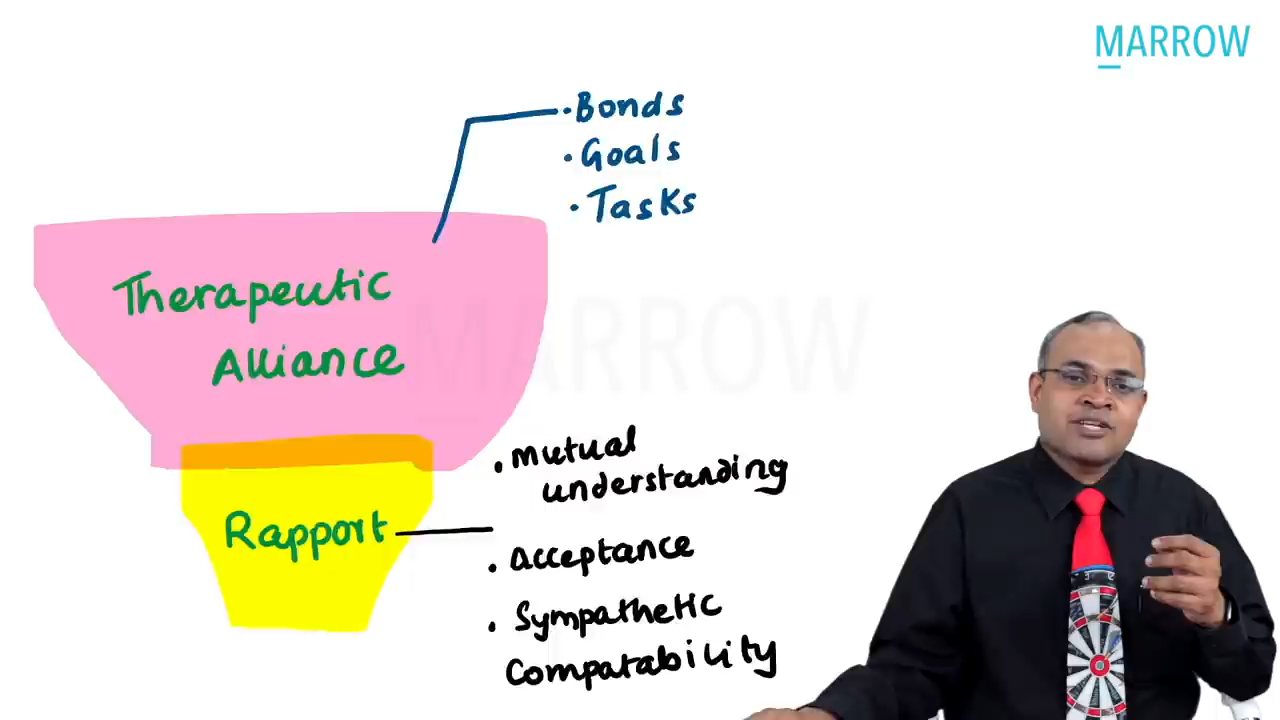 MARROW
· Bonds
· Goals
· Tasks
Therapeutic
Alliance
MARROW
· Mutual
understanding
Rapport
· Acceptance
· Sympathetic
Compatability